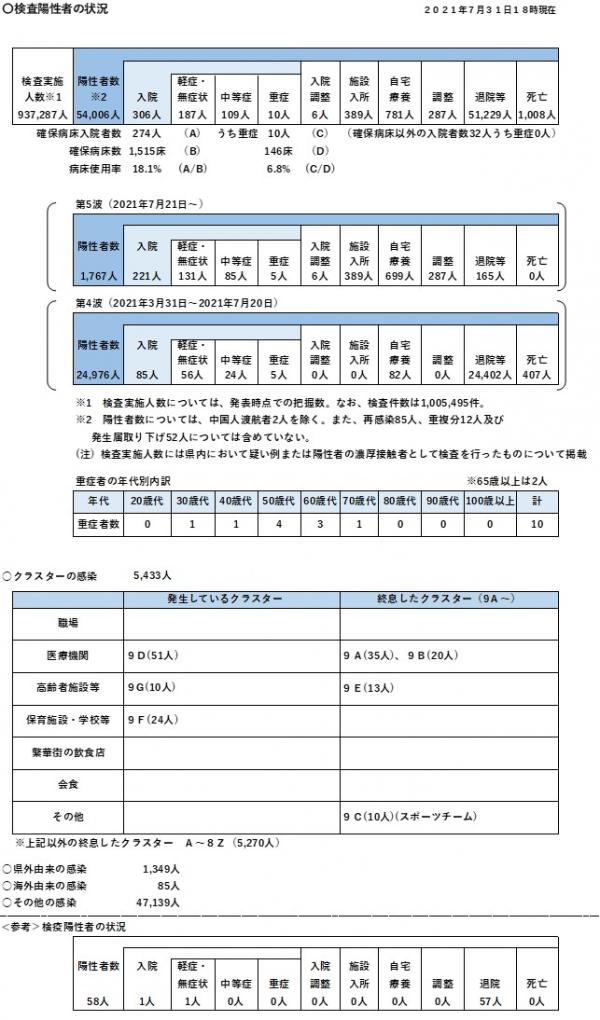 〇検査陽性者の状況 2021年7月31日18時現在
検査実施人数※1 陽性者数※2 入院 軽症・無症状 中等症 重症 入院調整 施設入所 自宅療養 調整 退院等 死亡
937,287人 54,006人 306人 187人 109人 10人 6人 389人 781人 287人 51,229人 1,008人
確保病床入院者数 274人 (A) うち重症 10人 (C) (確保病床以外の入院者数32人うち重症0人)
確保病床数 1,515床 (B) 146床 (D)
病床使用率 18.1% (A/B) 6.8% (C/D)
第5波(2021年7月21日~)
陽性者数 入院 軽症・無症状 中等症 重症 入院調整 施設入所 自宅療養 調整 退院等 死亡
1,767人 221人 131人 85人 5人 6人 389人 699人 287人 165人 0人
第4波(2021年3月31日~2021年7月20日)
陽性者数 入院 軽症・無症状 中等症 重症 入院調整 施設入所 自宅療養 調整 退院等 死亡
24,976人 85人 56人 24人 5人 0人 0人 82人 0人 24,402人 407人
※1 検査実施人数については、発表時点での把握数。なお、検査件数は1,005,495件。
※2 陽性者数については、中国人渡航者2人を除く。また、再感染85人、重複分12人及び
発生届取り下げ52人については含めていない。
(注)検査実施人数には県内において疑い例または陽性者の濃厚接触者として検査を行ったものについて掲載
重症者の年代別内訳 ※65歳以上は2人
年代 20歳代 30歳代 40歳代 50歳代 60歳代 70歳代 80歳代 90歳代 100歳以上 計
重症者数 0 1 1 4 3 1 0 0 0 10
○クラスターの感染 5,433人
発生しているクラスター 終息したクラスター(9A~)
職場
医療機関 9D(51人) 9A(35人)、9B(20人)
高齢者施設等 9G(10人) 9E(13人)
保育施設・学校等 9F(24人)
繫華街の飲食店
会食
その他 9C(10人)(スポーツチーム)
※上記以外の終息したクラスター A~8Z(5,270人)
○県外由来の感染 1,349人
○海外由来の感染 85人
○その他の感染 47,139人
<参考>検疫陽性者の状況
陽性者数 入院 軽症・無症状 中等症 重症 入院調整 施設入所 自宅療養 調整 退院 死亡
58人 1人 1人 0人 0人 0人 0人 0人 0人 57人 0人